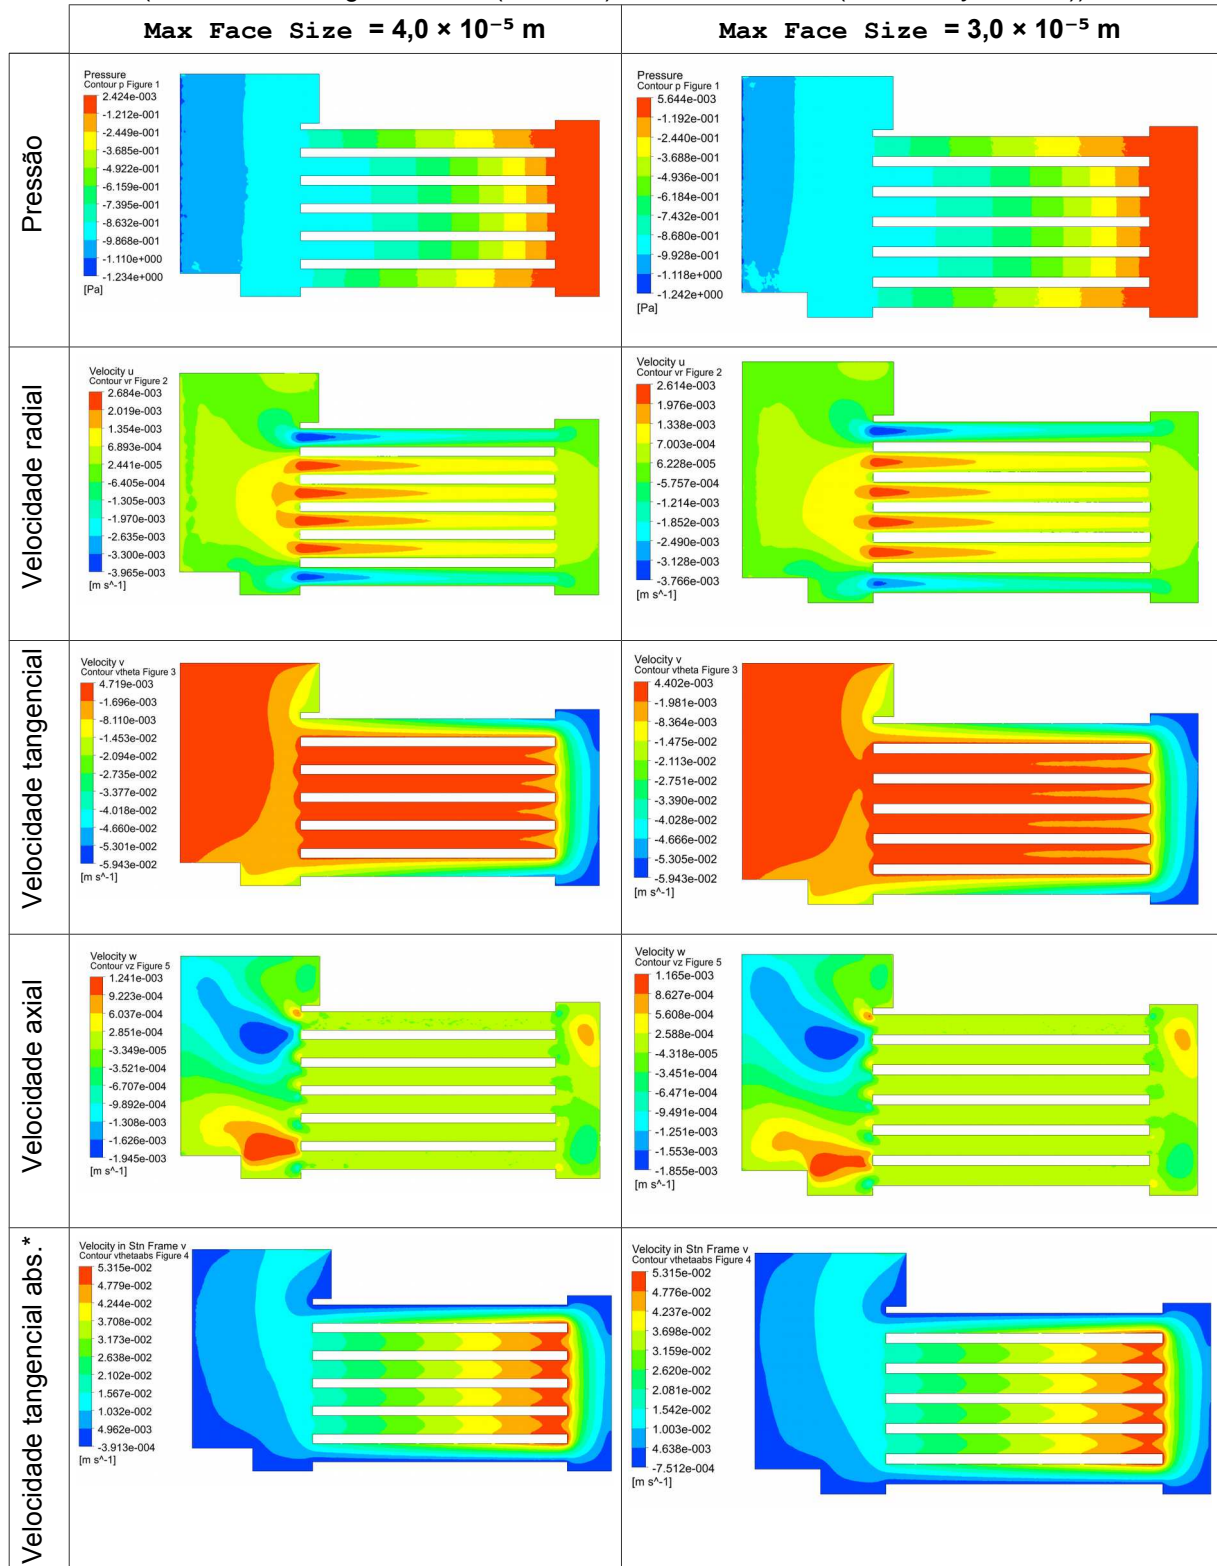 Max Face Size = 4,0 × 10⁻⁵ m
Max Face Size = 3,0 × 10⁻⁵ m
Pressão
Pressure
Contour p Figure 1
2.424e-003
-1.212e-001
-2.449e-001
-3.685e-001
-4.922e-001
-6.159e-001
-7.395e-001
-8.632e-001
-9.868e-001
-1.110e+000
-1.234e+000
[Pa]
Pressure
Contour p Figure 1
5.644e-003
-1.192e-001
-2.440e-001
-3.688e-001
-4.936e-001
-6.184e-001
-7.432e-001
-8.680e-001
-9.928e-001
-1.118e+000
-1.242e+000
[Pa]
Velocidade radial
Velocity u
Contour vr Figure 2
2.684e-003
2.019e-003
1.354e-003
6.893e-004
2.441e-005
-6.405e-004
-1.305e-003
-1.970e-003
-2.635e-003
-3.300e-003
-3.965e-003
[m s^-1]
Velocity u
Contour vr Figure 2
2.614e-003
1.976e-003
1.338e-003
7.003e-004
6.228e-005
-5.757e-004
-1.214e-003
-1.852e-003
-2.490e-003
-3.128e-003
-3.766e-003
[m s^-1]
Velocidade tangencial
Velocity v
Contour vtheta Figure 3
4.719e-003
-1.696e-003
-8.110e-003
-1.453e-002
-2.094e-002
-2.735e-002
-3.377e-002
-4.018e-002
-4.660e-002
-5.301e-002
-5.943e-002
[m s^-1]
Velocity v
Contour vtheta Figure 3
4.402e-003
-1.981e-003
-8.364e-003
-1.475e-002
-2.113e-002
-2.751e-002
-3.390e-002
-4.028e-002
-4.666e-002
-5.305e-002
-5.943e-002
[m s^-1]
Velocidade axial
Velocity w
Contour vz Figure 5
1.241e-003
9.223e-004
6.037e-004
2.851e-004
-3.349e-005
-3.521e-004
-6.707e-004
-9.892e-004
-1.308e-003
-1.626e-003
-1.945e-003
[m s^-1]
Velocity w
Contour vz Figure 5
1.165e-003
8.627e-004
5.608e-004
2.588e-004
-4.318e-005
-3.451e-004
-6.471e-004
-9.491e-004
-1.251e-003
-1.553e-003
-1.855e-003
[m s^-1]
Velocidade tangencial abs.*
Velocity in Stn Frame v
Contour vthetaabs Figure 4
5.315e-002
4.779e-002
4.244e-002
3.708e-002
3.173e-002
2.638e-002
2.102e-002
1.567e-002
1.032e-002
4.962e-003
-3.913e-004
[m s^-1]
Velocity in Stn Frame v
Contour vthetaabs Figure 4
5.315e-002
4.776e-002
4.237e-002
3.698e-002
3.159e-002
2.620e-002
2.081e-002
1.542e-002
1.003e-002
4.638e-003
-7.512e-004
[m s^-1]